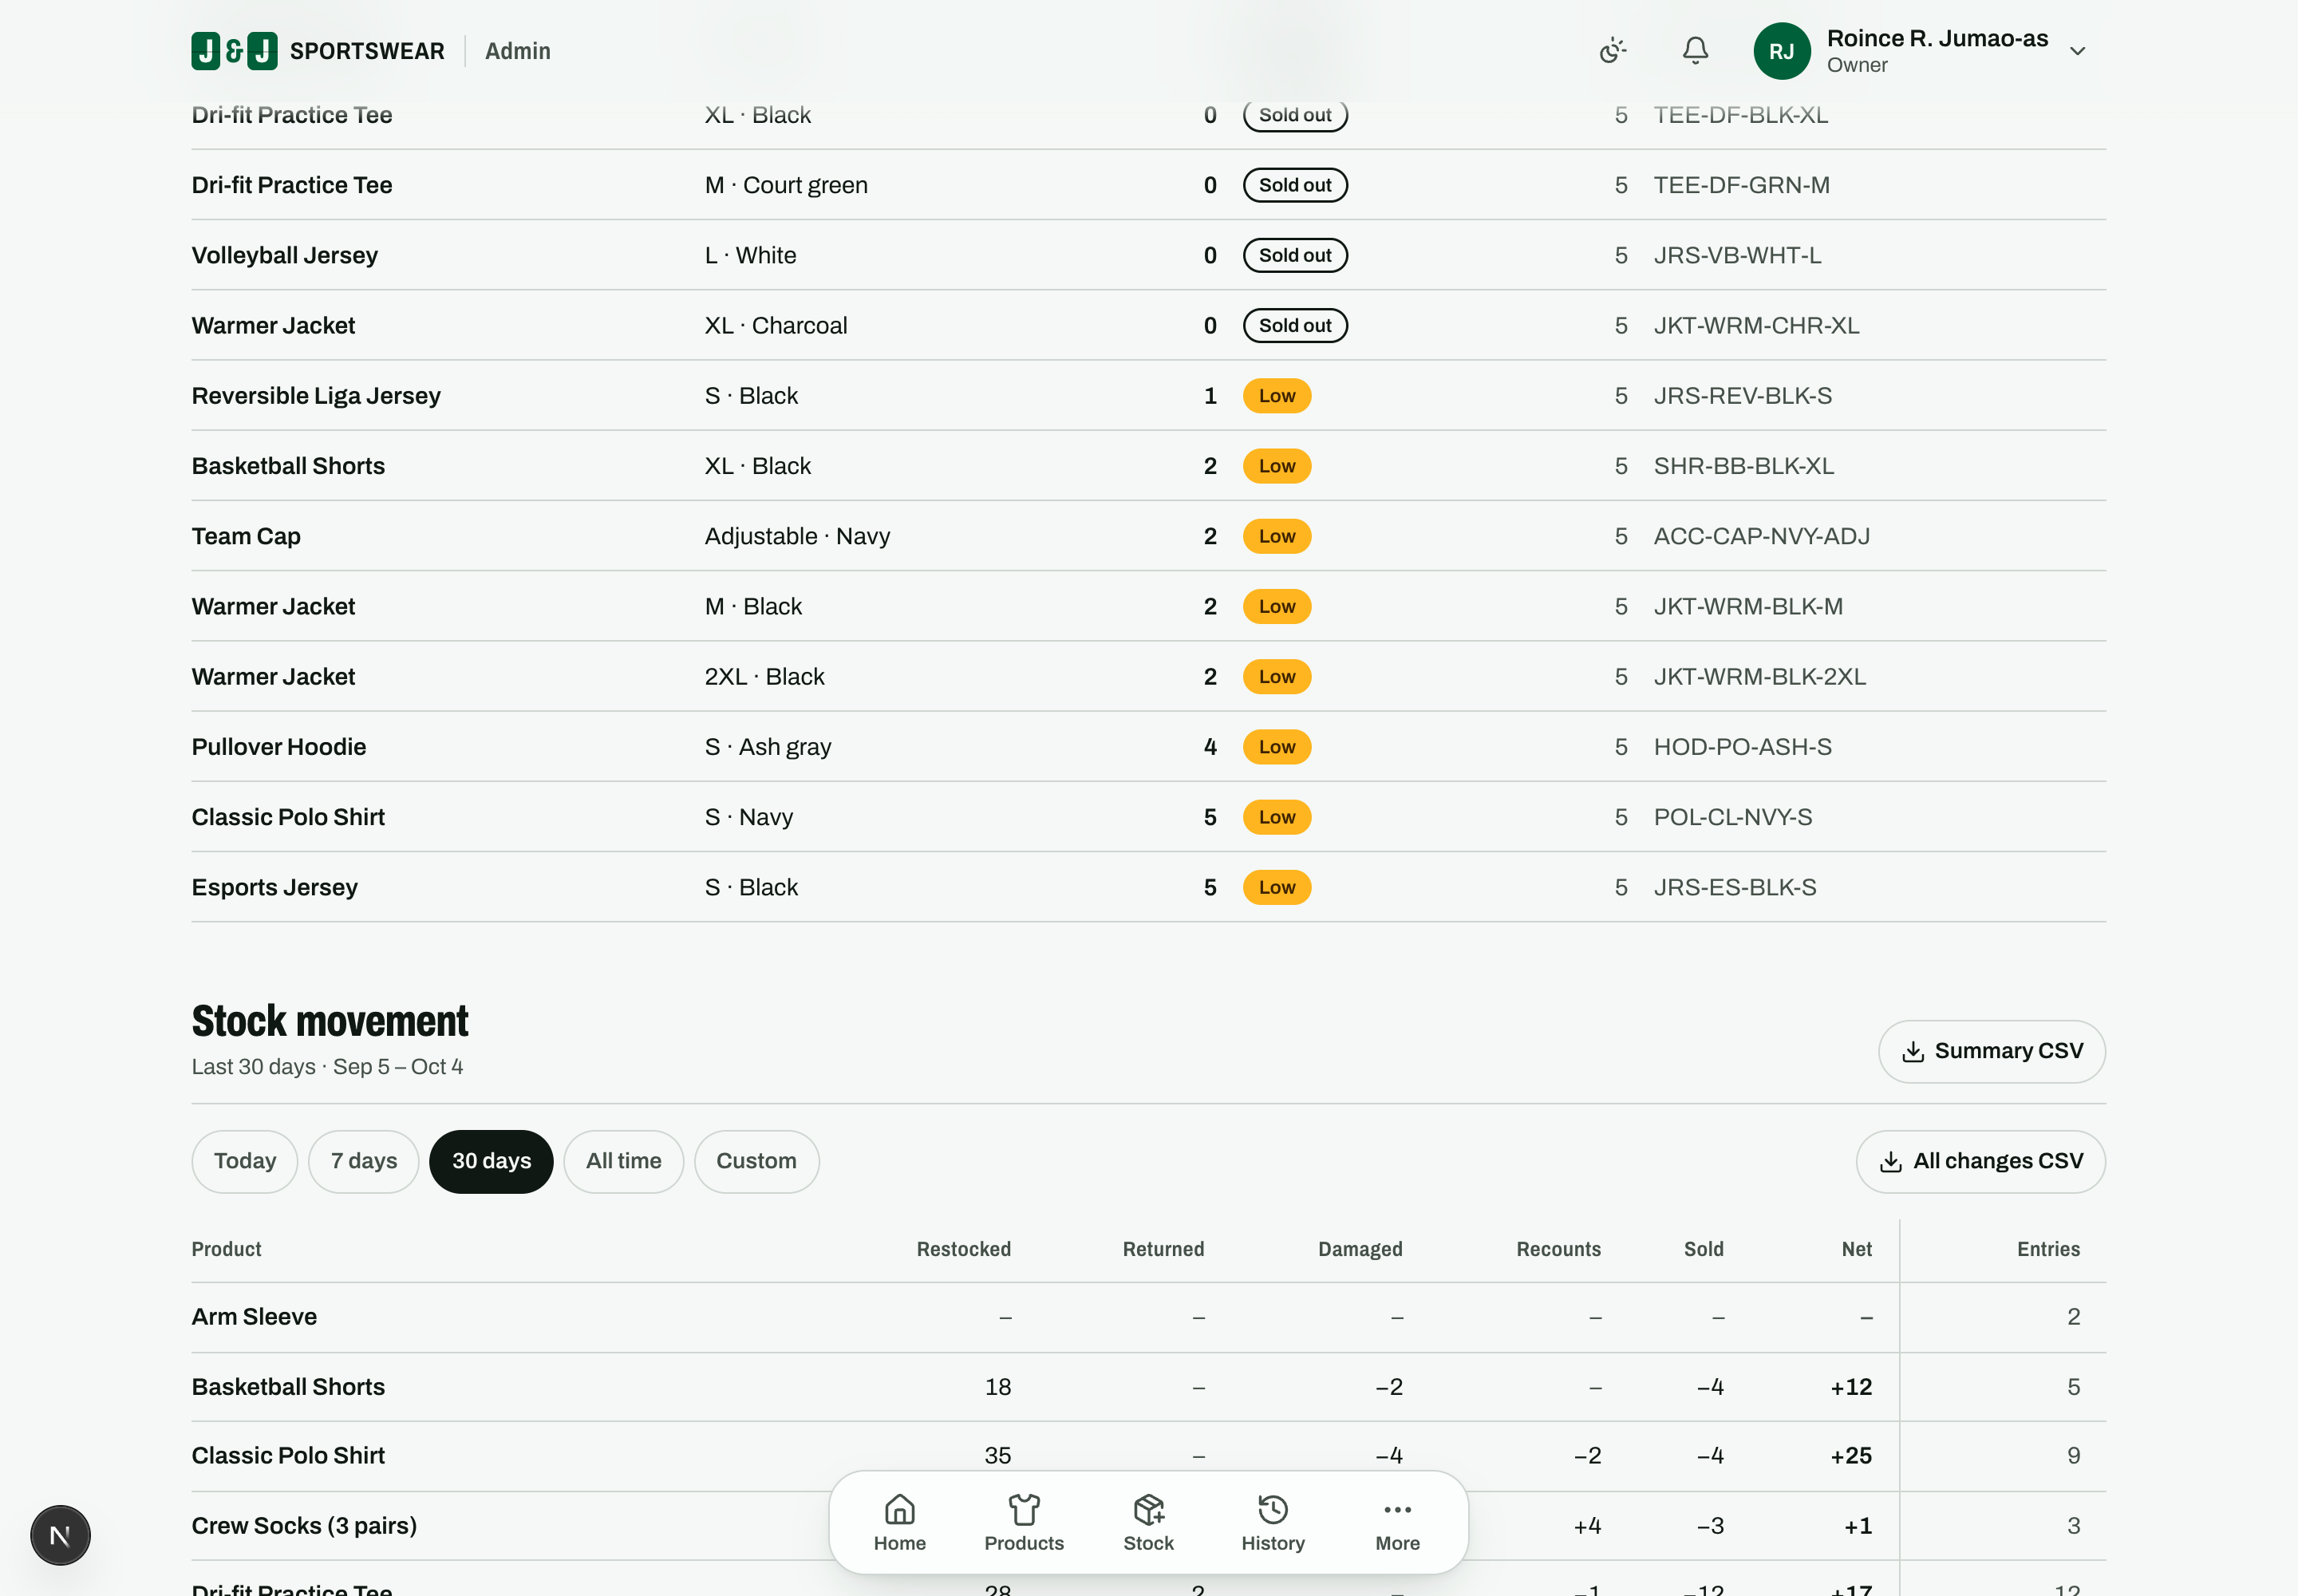 J & J SPORTSWEAR Admin
RJ Roince R. Jumao-as
Owner
Dri-fit Practice Tee XL · Black 0 Sold out 5 TEE-DF-BLK-XL
Dri-fit Practice Tee M · Court green 0 Sold out 5 TEE-DF-GRN-M
Volleyball Jersey L · White 0 Sold out 5 JRS-VB-WHT-L
Warmer Jacket XL · Charcoal 0 Sold out 5 JKT-WRM-CHR-XL
Reversible Liga Jersey S · Black 1 Low 5 JRS-REV-BLK-S
Basketball Shorts XL · Black 2 Low 5 SHR-BB-BLK-XL
Team Cap Adjustable · Navy 2 Low 5 ACC-CAP-NVY-ADJ
Warmer Jacket M · Black 2 Low 5 JKT-WRM-BLK-M
Warmer Jacket 2XL · Black 2 Low 5 JKT-WRM-BLK-2XL
Pullover Hoodie S · Ash gray 4 Low 5 HOD-PO-ASH-S
Classic Polo Shirt S · Navy 5 Low 5 POL-CL-NVY-S
Esports Jersey S · Black 5 Low 5 JRS-ES-BLK-S
Stock movement
Last 30 days · Sep 5 – Oct 4
Summary CSV
Today 7 days 30 days All time Custom All changes CSV
Product Restocked Returned Damaged Recounts Sold Net Entries
Arm Sleeve – – – – – – 2
Basketball Shorts 18 – −2 – −4 +12 5
Classic Polo Shirt 35 – −4 −2 −4 +25 9
Crew Socks (3 pairs) +4 −3 +1 3
Dri-fit Practice Tee 28 2 – −1 −12 +17 12
Home Products Stock History More
N